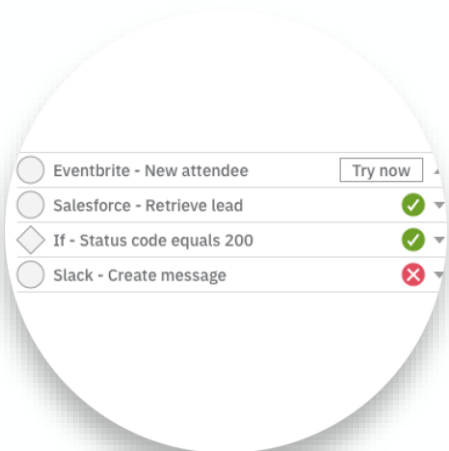 Eventbrite - New attendee Try now
Salesforce - Retrieve lead
If - Status code equals 200
Slack - Create message